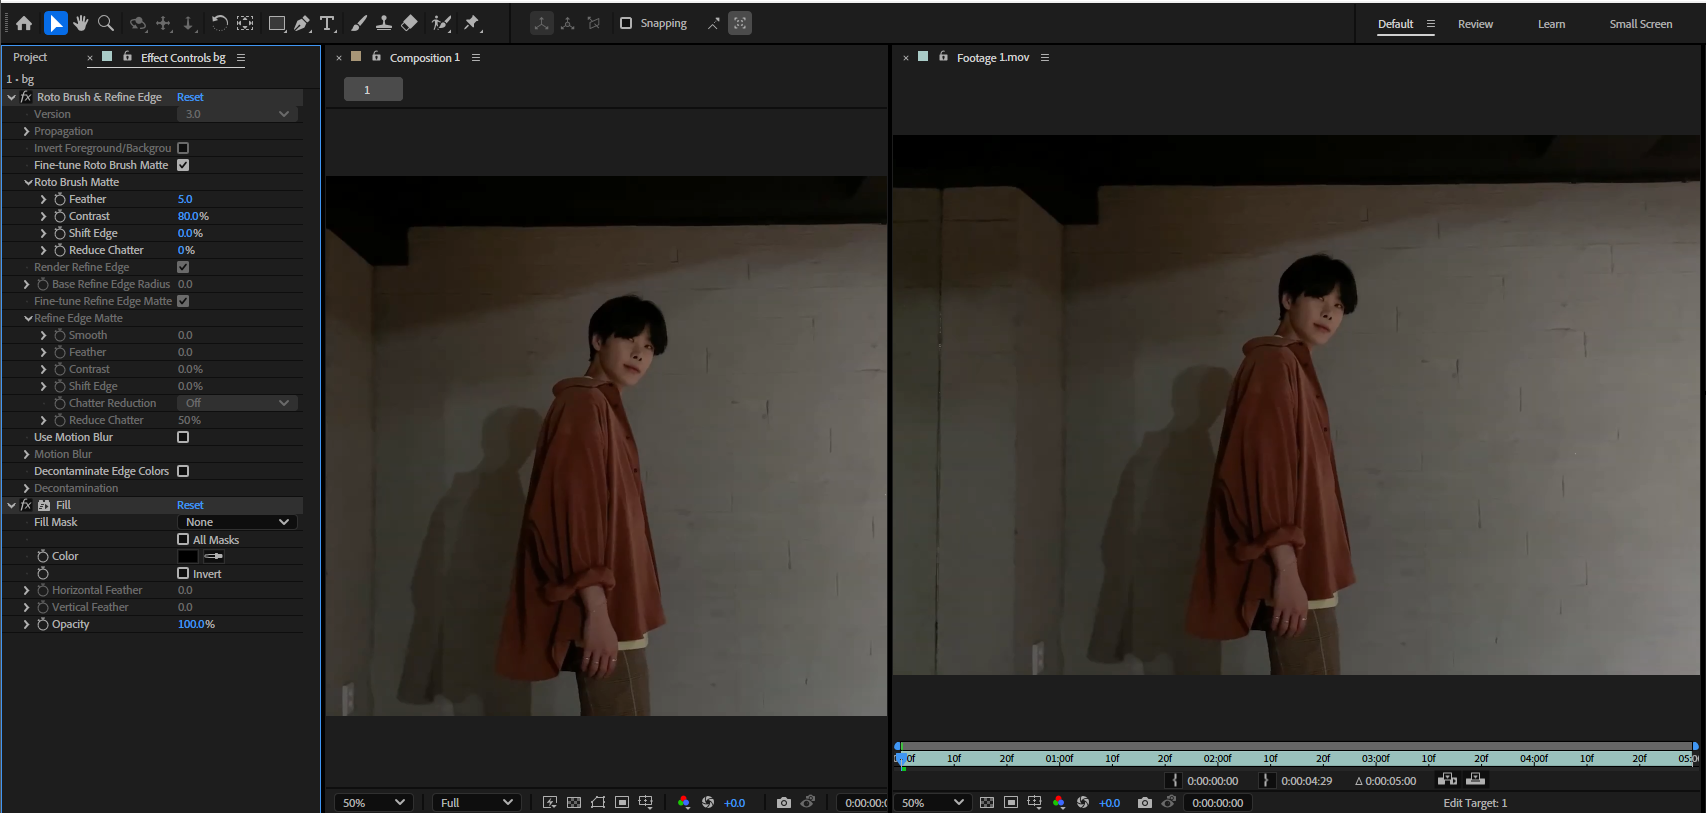 Snapping
Default
Review
Learn
Small Screen
Project
Effect Controls bg
Composition 1
Footage 1.mov
1 • bg
1
fx Roto Brush & Refine Edge Reset
Version 3.0
Propagation
Invert Foreground/Backgrou
Fine-tune Roto Brush Matte
Roto Brush Matte
Feather 5.0
Contrast 80.0%
Shift Edge 0.0%
Reduce Chatter 0%
Render Refine Edge
Base Refine Edge Radius 0.0
Fine-tune Refine Edge Matte
Refine Edge Matte
Smooth 0.0
Feather 0.0
Contrast 0.0%
Shift Edge 0.0%
Chatter Reduction Off
Reduce Chatter 50%
Use Motion Blur
Motion Blur
Decontaminate Edge Colors
Decontamination
fx Fill Reset
Fill Mask None
All Masks
Color
Invert
Horizontal Feather 0.0
Vertical Feather 0.0
Opacity 100.0%
0f 10f 20f 01:00f 10f 20f 02:00f 10f 20f 03:00f 10f 20f 04:00f 10f 20f 05:0
0:00:00:00 0:00:04:29 Δ 0:00:05:00
50% Full +0.0 0:00:0
50% +0.0 0:00:00:00 Edit Target: 1